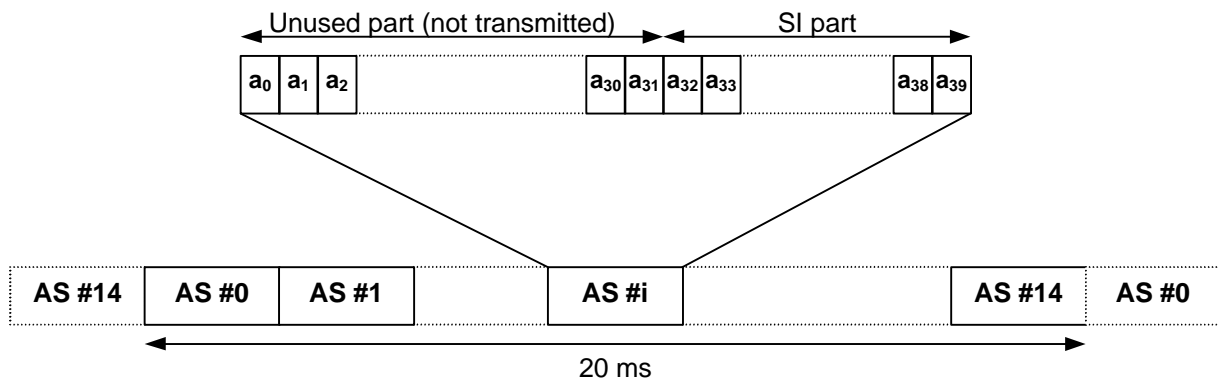 Unused part (not transmitted) SI part
a0 a1 a2 a30 a31 a32 a33 a38 a39
AS #14 AS #0 AS #1 AS #i AS #14 AS #0
20 ms